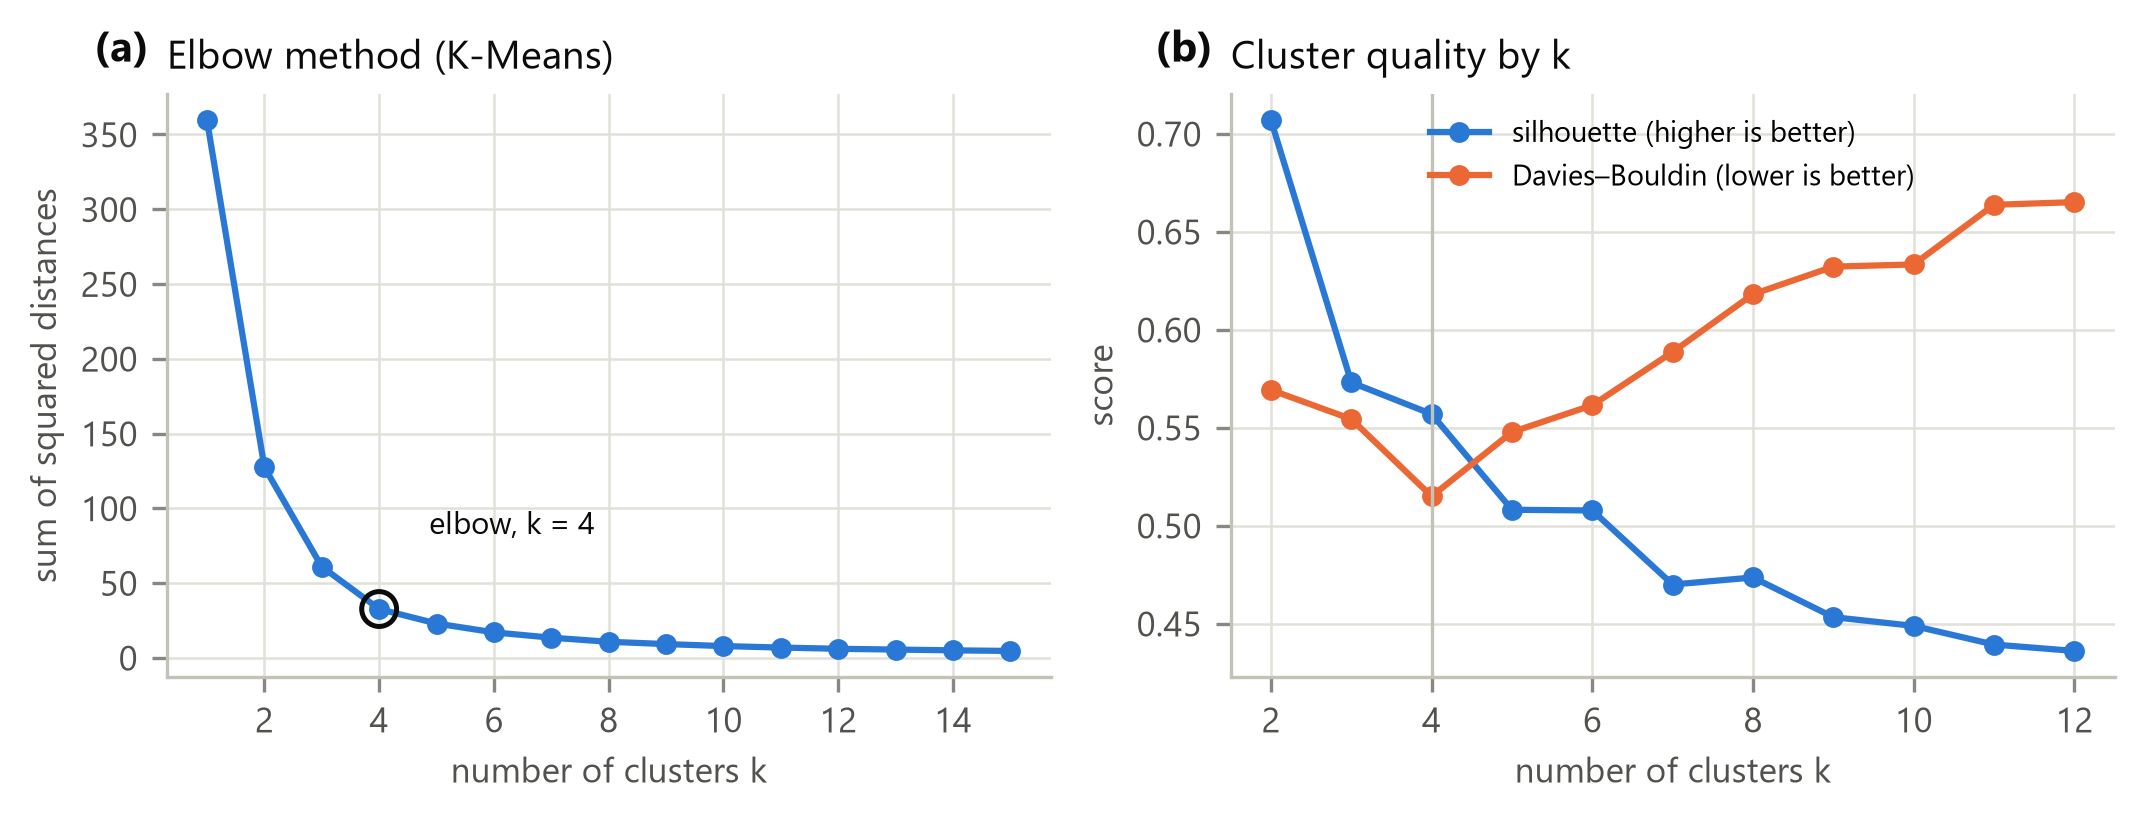 (a) Elbow method (K-Means)
sum of squared distances
350
300
250
200
150
100
50
0
elbow, k = 4
2 4 6 8 10 12 14
number of clusters k
(b) Cluster quality by k
score
0.70
0.65
0.60
0.55
0.50
0.45
silhouette (higher is better)
Davies–Bouldin (lower is better)
2 4 6 8 10 12
number of clusters k